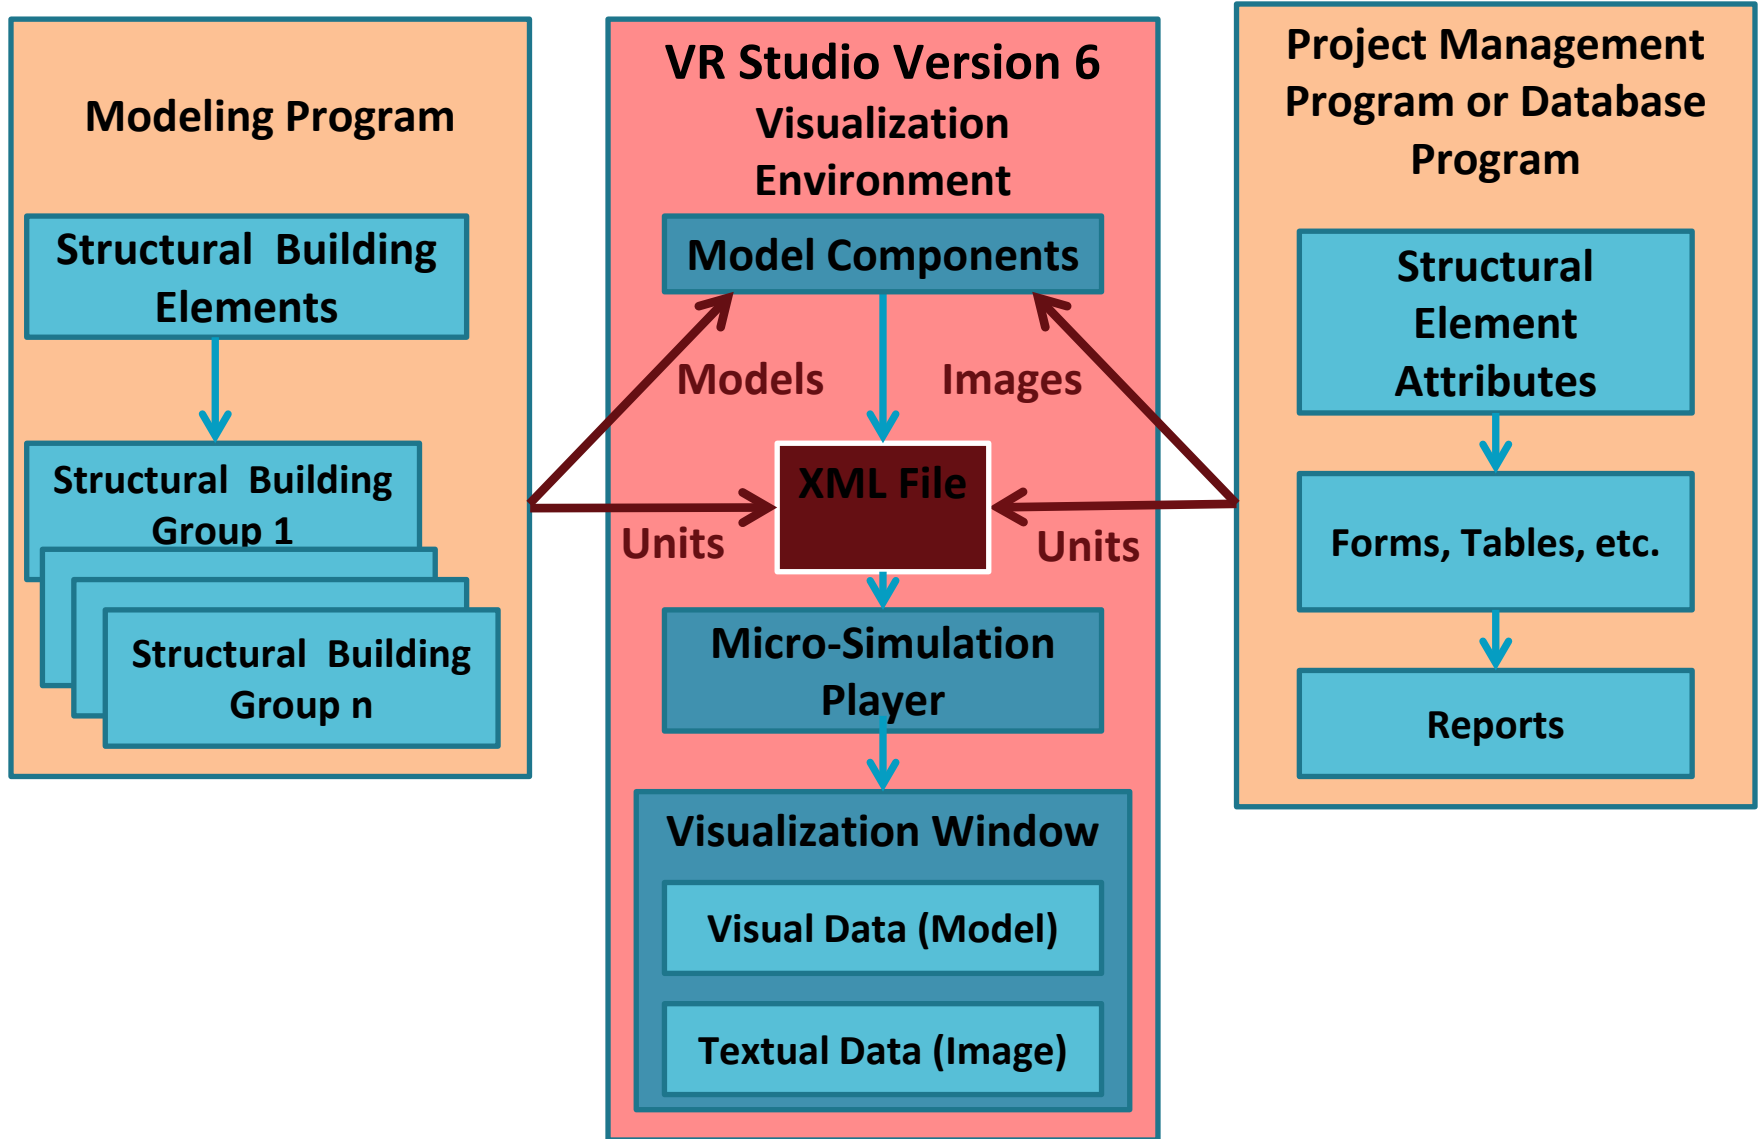 Modeling Program
Structural Building
Elements
Structural Building
Group 1
Structural Building
Group n
VR Studio Version 6
Visualization
Environment
Model Components
Models
Images
XML File
Units
Units
Micro-Simulation
Player
Visualization Window
Visual Data (Model)
Textual Data (Image)
Project Management
Program or Database
Program
Structural
Element
Attributes
Forms, Tables, etc.
Reports